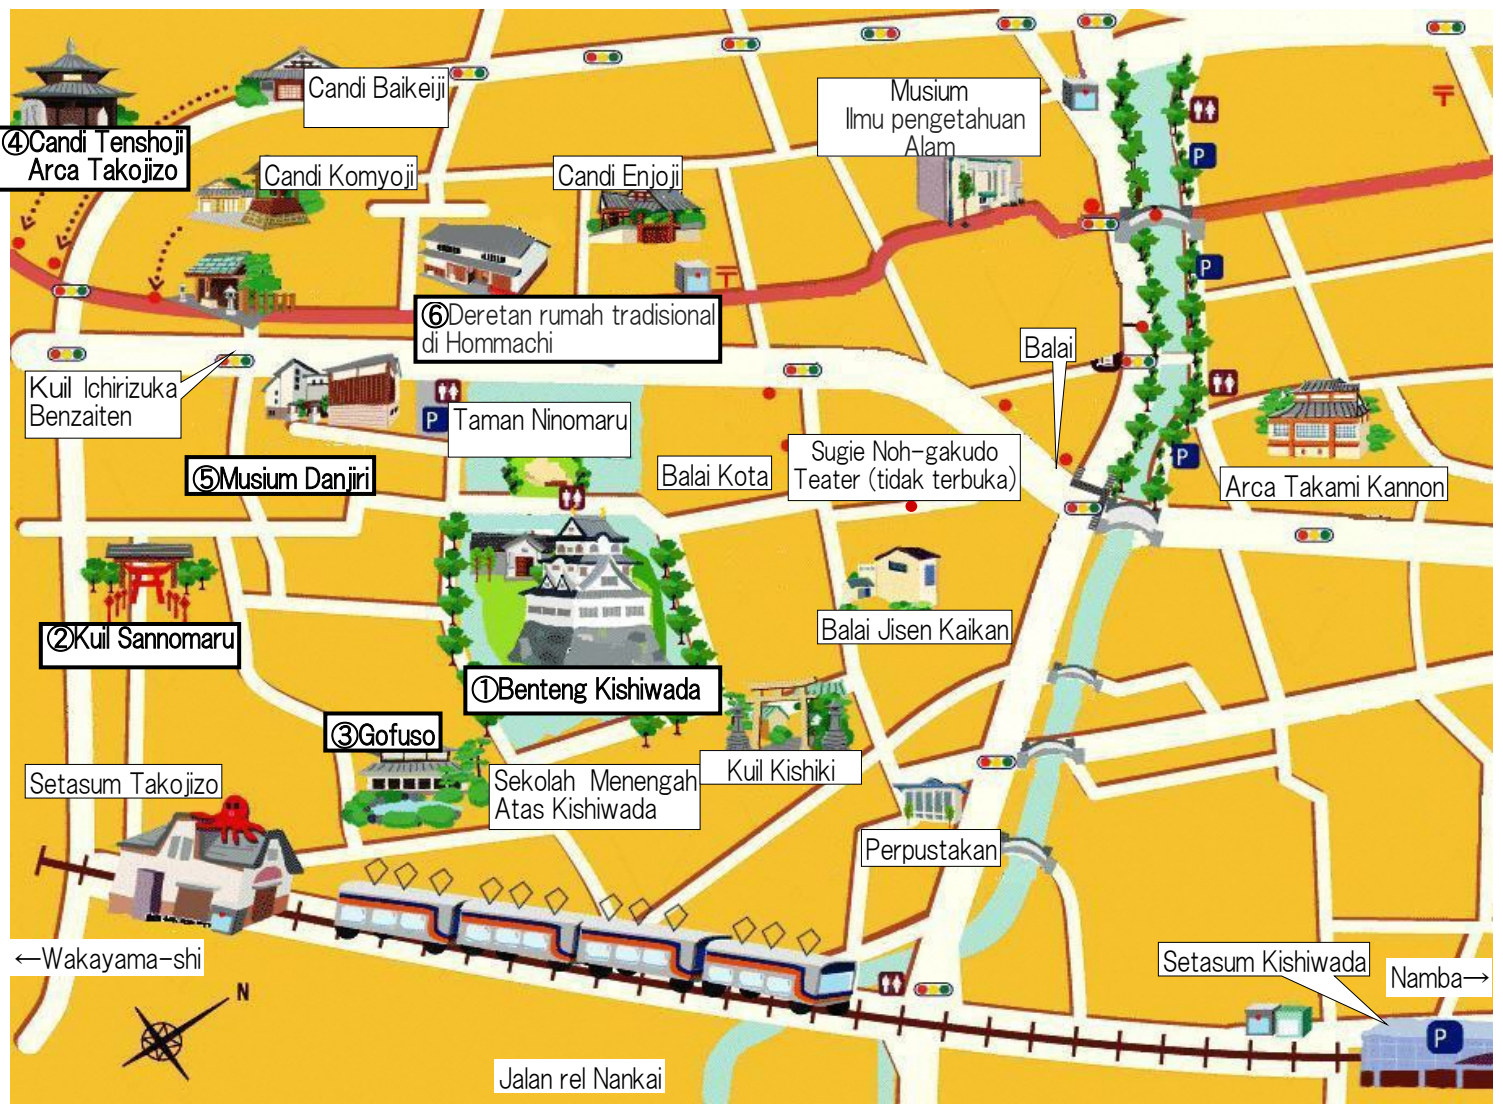 Candi Baikeiji
④Candi Tenshoji
Arca Takojizo
Candi Komyoji
Candi Enjoji
Musium
Ilmu pengetahuan
Alam
P
〒
P
〒
⑥Deretan rumah tradisional
di Hommachi
Balai
Kuil Ichirizuka
Benzaiten
P
Taman Ninomaru
⑤Musium Danjiri
Balai Kota
Sugie Noh-gakudo
Teater (tidak terbuka)
P
Arca Takami Kannon
②Kuil Sannomaru
Balai Jisen Kaikan
①Benteng Kishiwada
③Gofuso
Setasum Takojizo
Sekolah Menengah
Atas Kishiwada
Kuil Kishiki
Perpustakan
←Wakayama-shi
Setasum Kishiwada
Namba→
N
P
Jalan rel Nankai